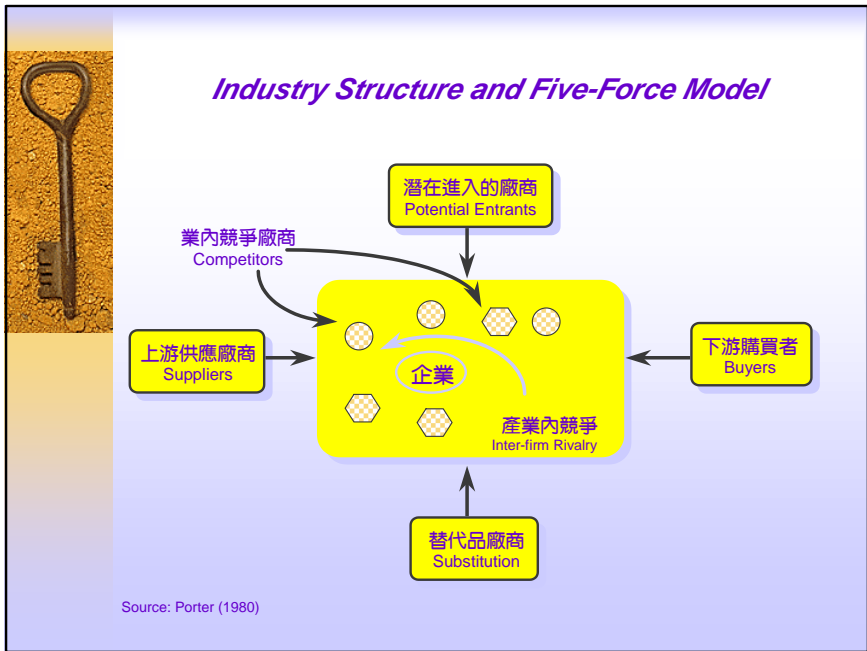 Industry Structure and Five-Force Model
潛在進入的廠商
Potential Entrants
業內競爭廠商
Competitors
上游供應廠商
Suppliers
企業
下游購買者
Buyers
產業內競爭
Inter-firm Rivalry
替代品廠商
Substitution
Source: Porter (1980)